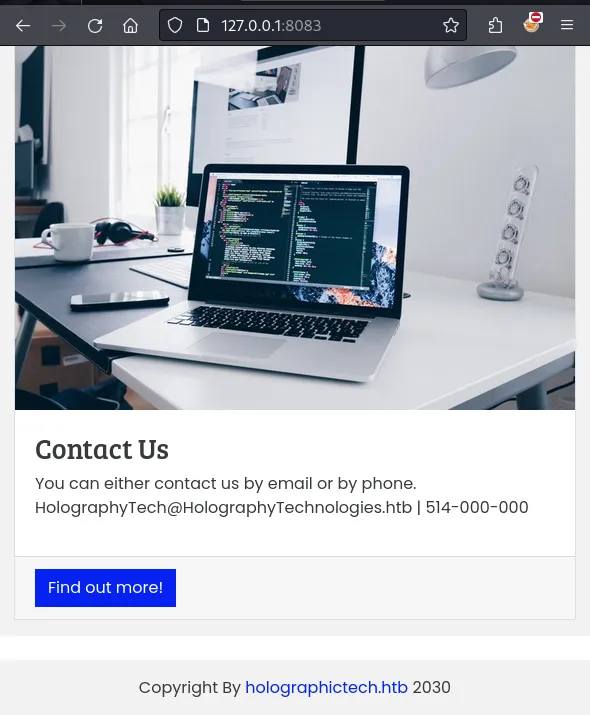 127.0.0.1:8083
Contact Us
You can either contact us by email or by phone.
HolographyTech@HolographyTechnologies.htb | 514-000-000
Find out more!
Copyright By holographictech.htb 2030